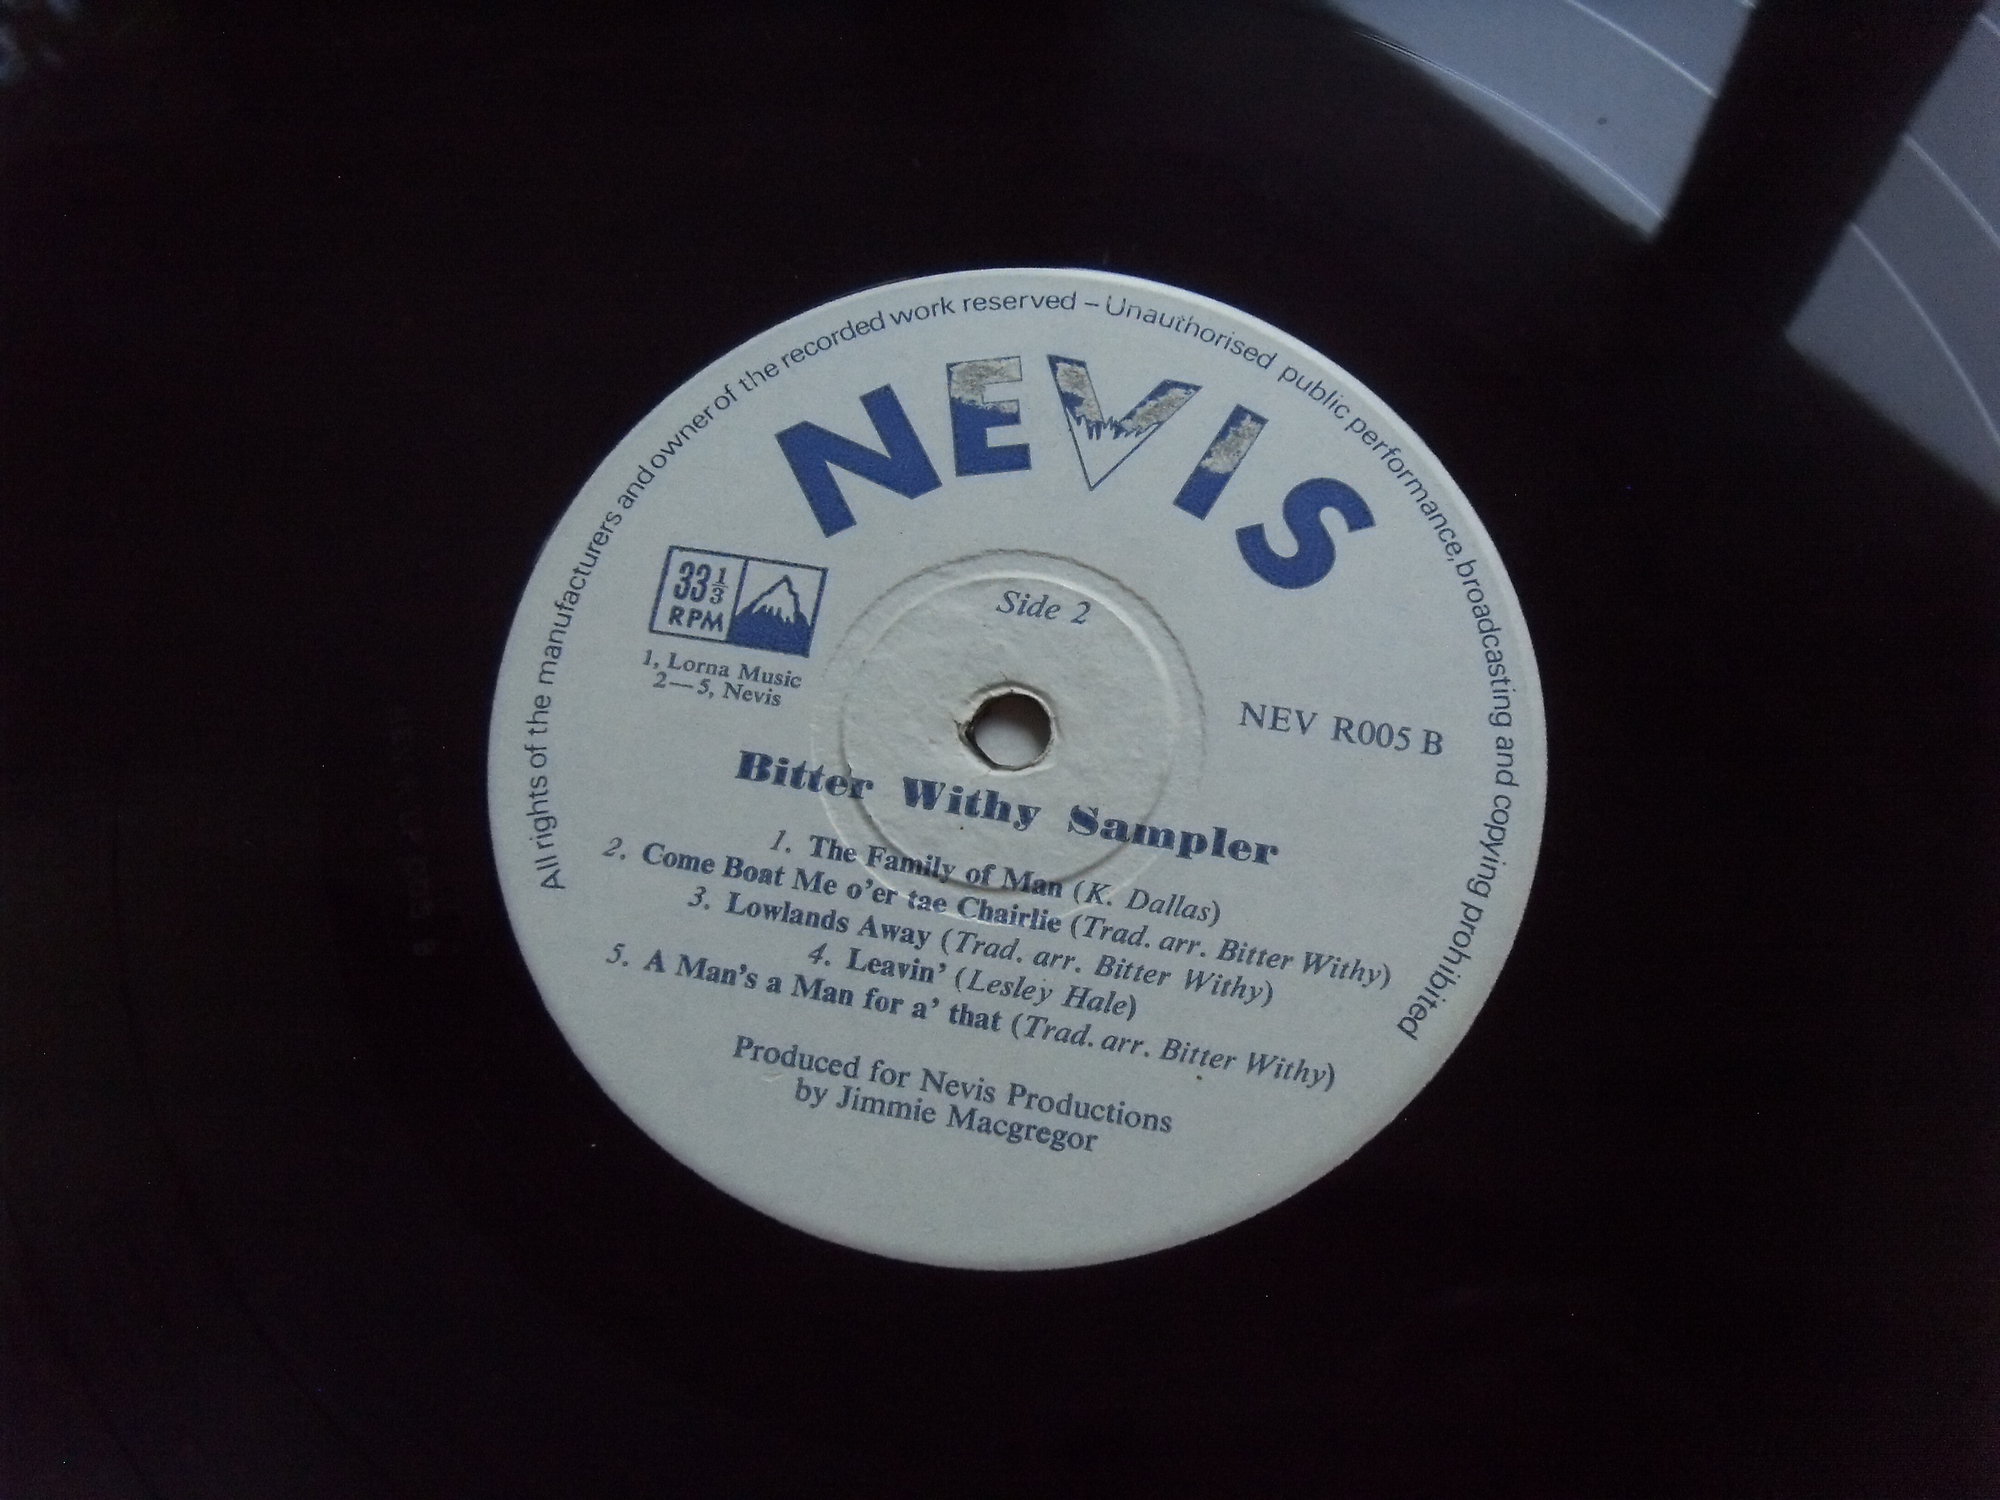 All rights of the manufacturers and owner of the recorded work reserved – Unauthorised public performance, broadcasting and copying prohibited
NEVIS
33⅓
RPM
Side 2
1, Lorna Music
2—5, Nevis
NEV R005 B
Bitter Withy Sampler
1. The Family of Man (K. Dallas)
2. Come Boat Me o'er tae Chairlie (Trad. arr. Bitter Withy)
3. Lowlands Away (Trad. arr. Bitter Withy)
4. Leavin' (Lesley Hale)
5. A Man's a Man for a' that (Trad. arr. Bitter Withy)
Produced for Nevis Productions
by Jimmie Macgregor